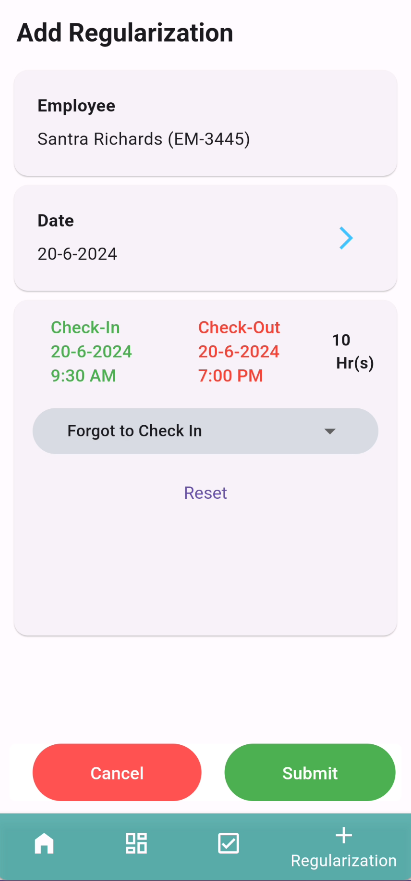 Add Regularization
Employee
Santra Richards (EM-3445)
Date
20-6-2024
Check-In
20-6-2024
9:30 AM
Check-Out
20-6-2024
7:00 PM
10
Hr(s)
Forgot to Check In
Reset
Cancel
Submit
Regularization